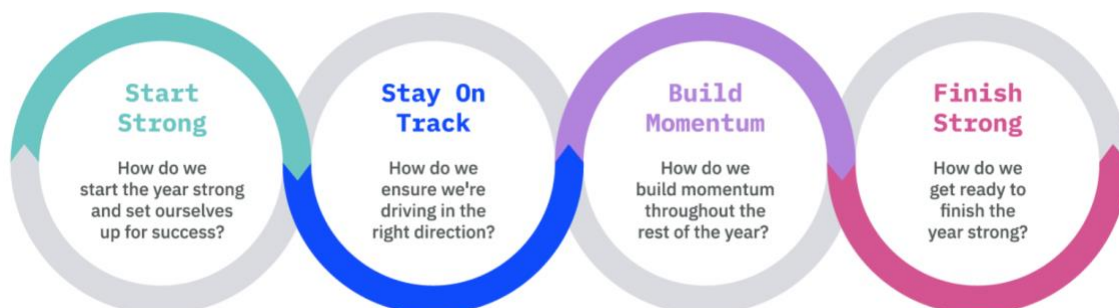 Start
Strong
How do we
start the year strong
and set ourselves
up for success?
Stay On
Track
How do we
ensure we're
driving in the
right direction?
Build
Momentum
How do we
build momentum
throughout the
rest of the year?
Finish
Strong
How do we
get ready to
finish the
year strong?